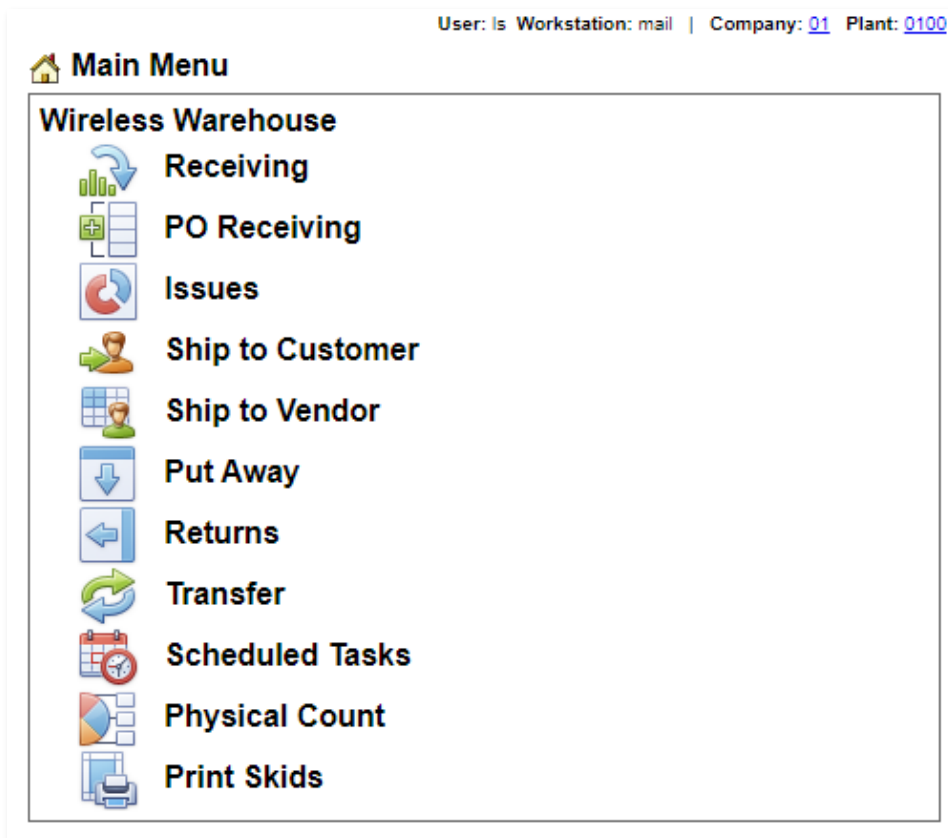 User: ls Workstation: mail | Company: 01 Plant: 0100
Main Menu
Wireless Warehouse
Receiving
PO Receiving
Issues
Ship to Customer
Ship to Vendor
Put Away
Returns
Transfer
Scheduled Tasks
Physical Count
Print Skids